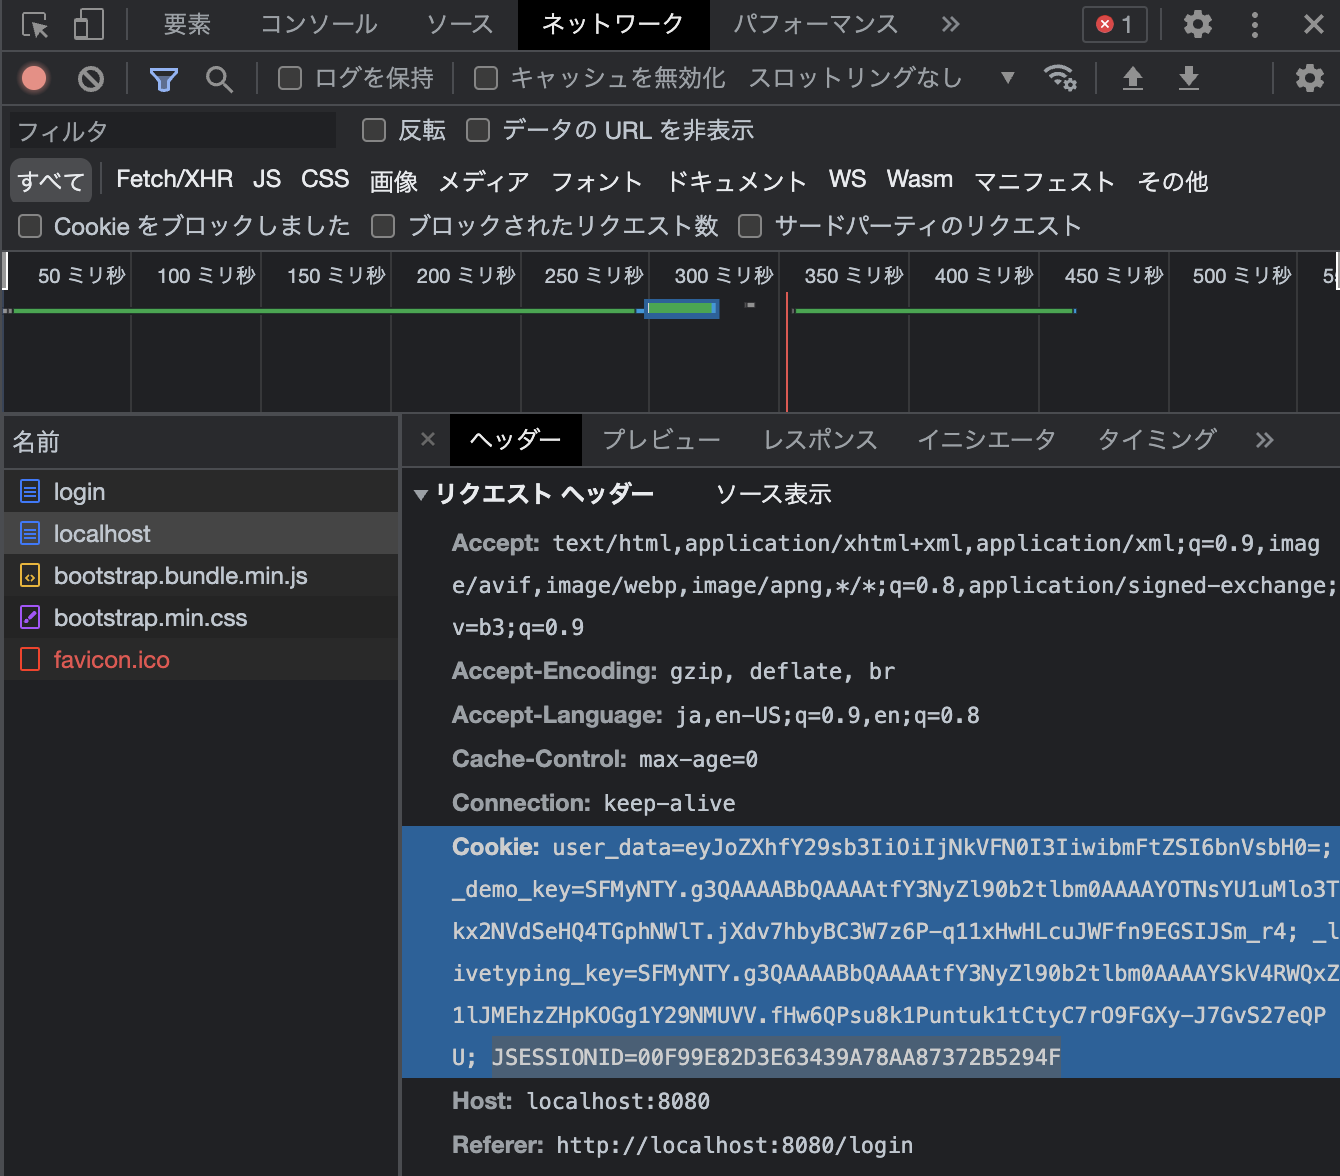 要素 コンソール ソース ネットワーク パフォーマンス » 1
ログを保持 キャッシュを無効化 スロットリングなし
フィルタ 反転 データの URL を非表示
すべて Fetch/XHR JS CSS 画像 メディア フォント ドキュメント WS Wasm マニフェスト その他
Cookie をブロックしました ブロックされたリクエスト数 サードパーティのリクエスト
50 ミリ秒 100 ミリ秒 150 ミリ秒 200 ミリ秒 250 ミリ秒 300 ミリ秒 350 ミリ秒 400 ミリ秒 450 ミリ秒 500 ミリ秒
名前
login
localhost
bootstrap.bundle.min.js
bootstrap.min.css
favicon.ico
× ヘッダー プレビュー レスポンス イニシエータ タイミング »
▼リクエスト ヘッダー ソース表示
Accept: text/html,application/xhtml+xml,application/xml;q=0.9,imag
e/avif,image/webp,image/apng,*/*;q=0.8,application/signed-exchange;
v=b3;q=0.9
Accept-Encoding: gzip, deflate, br
Accept-Language: ja,en-US;q=0.9,en;q=0.8
Cache-Control: max-age=0
Connection: keep-alive
Cookie: user_data=eyJoZXhfY29sb3IiOiIjNkVFN0I3IiwibmFtZSI6bnVsbH0=;
_demo_key=SFMyNTY.g3QAAAABbQAAAAtfY3NyZl90b2tlbm0AAAAYOTNsYU1uMlo3T
kx2NVdSeHQ4TGphNWlT.jXdv7hbyBC3W7z6P-q11xHwHLcuJWFfn9EGSIJSm_r4; _l
ivetyping_key=SFMyNTY.g3QAAAABbQAAAAtfY3NyZl90b2tlbm0AAAAYSkV4RWQxZ
1lJMEhzZHpKOGg1Y29NMUVV.fHw6QPsu8k1Puntuk1tCtyC7rO9FGXy-J7GvS27eQP
U; JSESSIONID=00F99E82D3E63439A78AA87372B5294F
Host: localhost:8080
Referer: http://localhost:8080/login